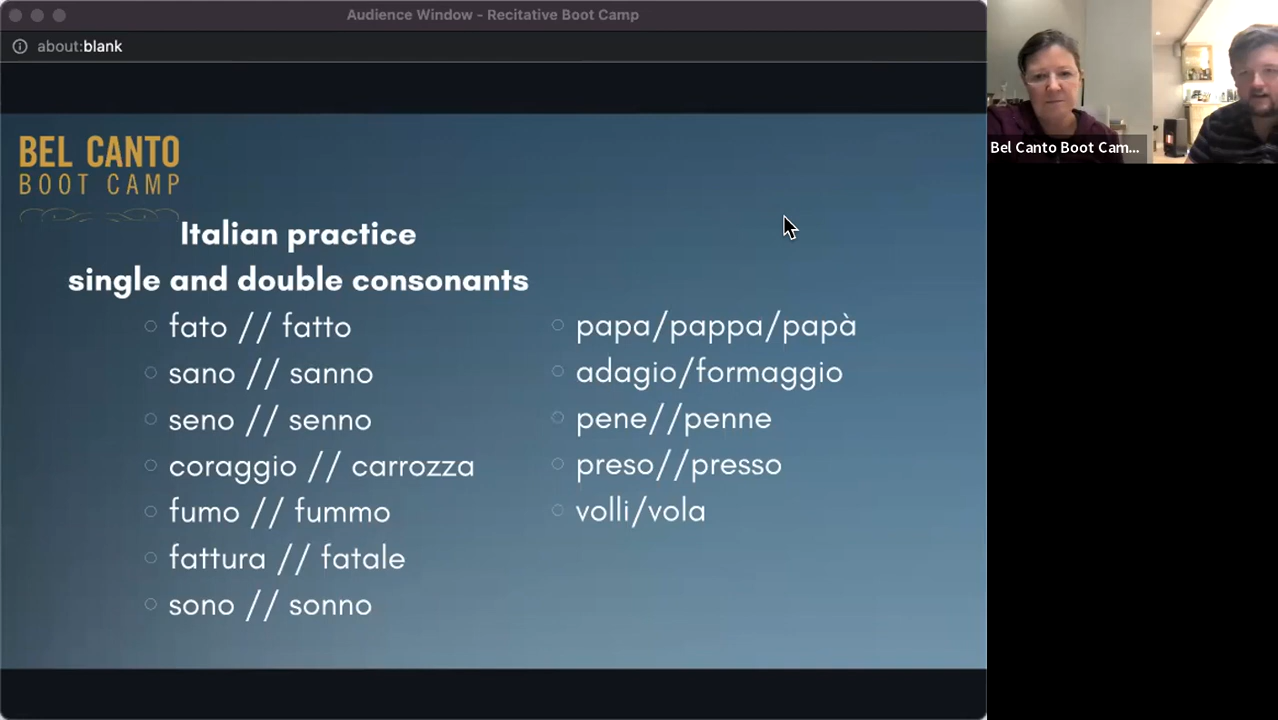 Audience Window - Recitative Boot Camp
about:blank
BEL CANTO
BOOT CAMP
Italian practice
single and double consonants
fato // fatto
sano // sanno
seno // senno
coraggio // carrozza
fumo // fummo
fattura // fatale
sono // sonno
papa/pappa/papà
adagio/formaggio
pene//penne
preso//presso
volli/vola
Bel Canto Boot Cam...